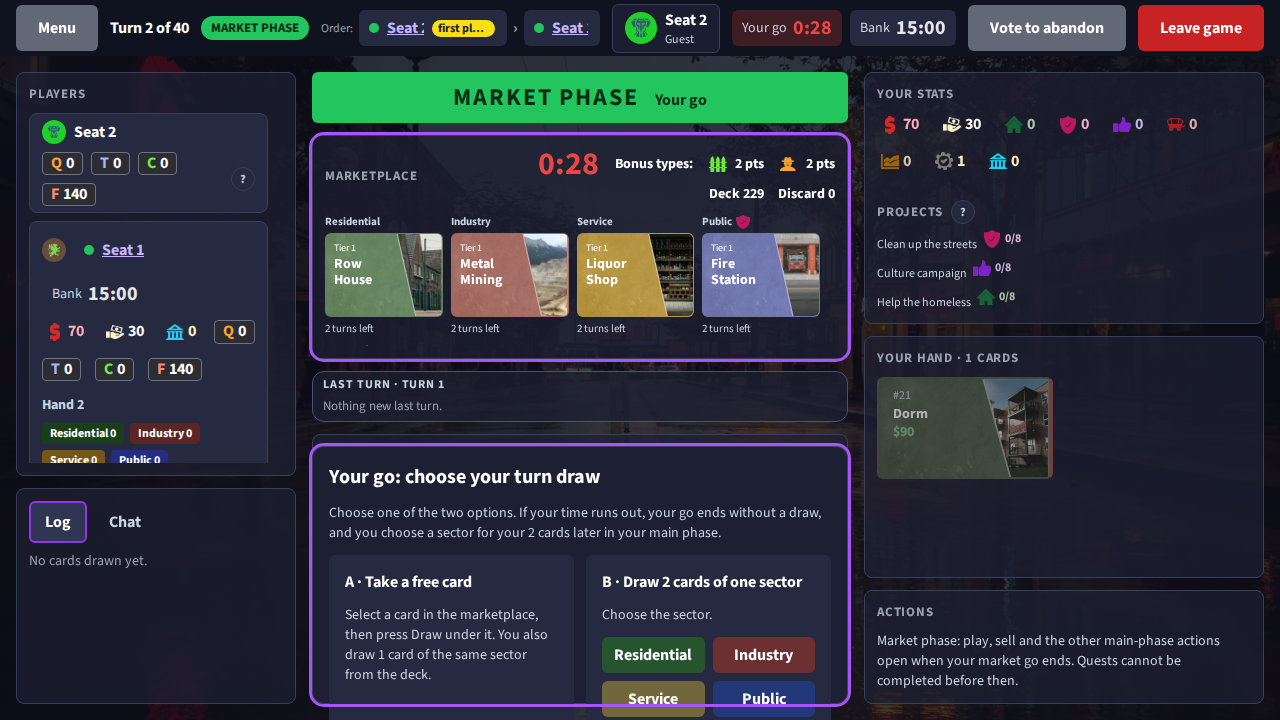 Menu
Turn 2 of 40
MARKET PHASE
Order:
Seat
first pl...
›
Seat
Seat 2
Guest
Your go 0:28
Bank 15:00
Vote to abandon
Leave game
PLAYERS
Seat 2
Q 0
T 0
C 0
F 140
?
Seat 1
Bank 15:00
70
30
0
Q 0
T 0
C 0
F 140
Hand 2
Residential 0
Industry 0
Service 0
Public 0
Log
Chat
No cards drawn yet.
MARKET PHASE Your go
MARKETPLACE
0:28
Bonus types:
2 pts
2 pts
Deck 229
Discard 0
Residential
Industry
Service
Public
Tier 1
Row
House
Tier 1
Metal
Mining
Tier 1
Liquor
Shop
Tier 1
Fire
Station
2 turns left
2 turns left
2 turns left
2 turns left
LAST TURN · TURN 1
Nothing new last turn.
Your go: choose your turn draw
Choose one of the two options. If your time runs out, your go ends without a draw,
and you choose a sector for your 2 cards later in your main phase.
A · Take a free card
Select a card in the marketplace,
then press Draw under it. You also
draw 1 card of the same sector
from the deck.
B · Draw 2 cards of one sector
Choose the sector.
Residential
Industry
Service
Public
YOUR STATS
70
30
0
0
0
0
0
1
0
PROJECTS
?
Clean up the streets 0/8
Culture campaign 0/8
Help the homeless 0/8
YOUR HAND · 1 CARDS
#21
Dorm
$90
ACTIONS
Market phase: play, sell and the other main-phase actions
open when your market go ends. Quests cannot be
completed before then.